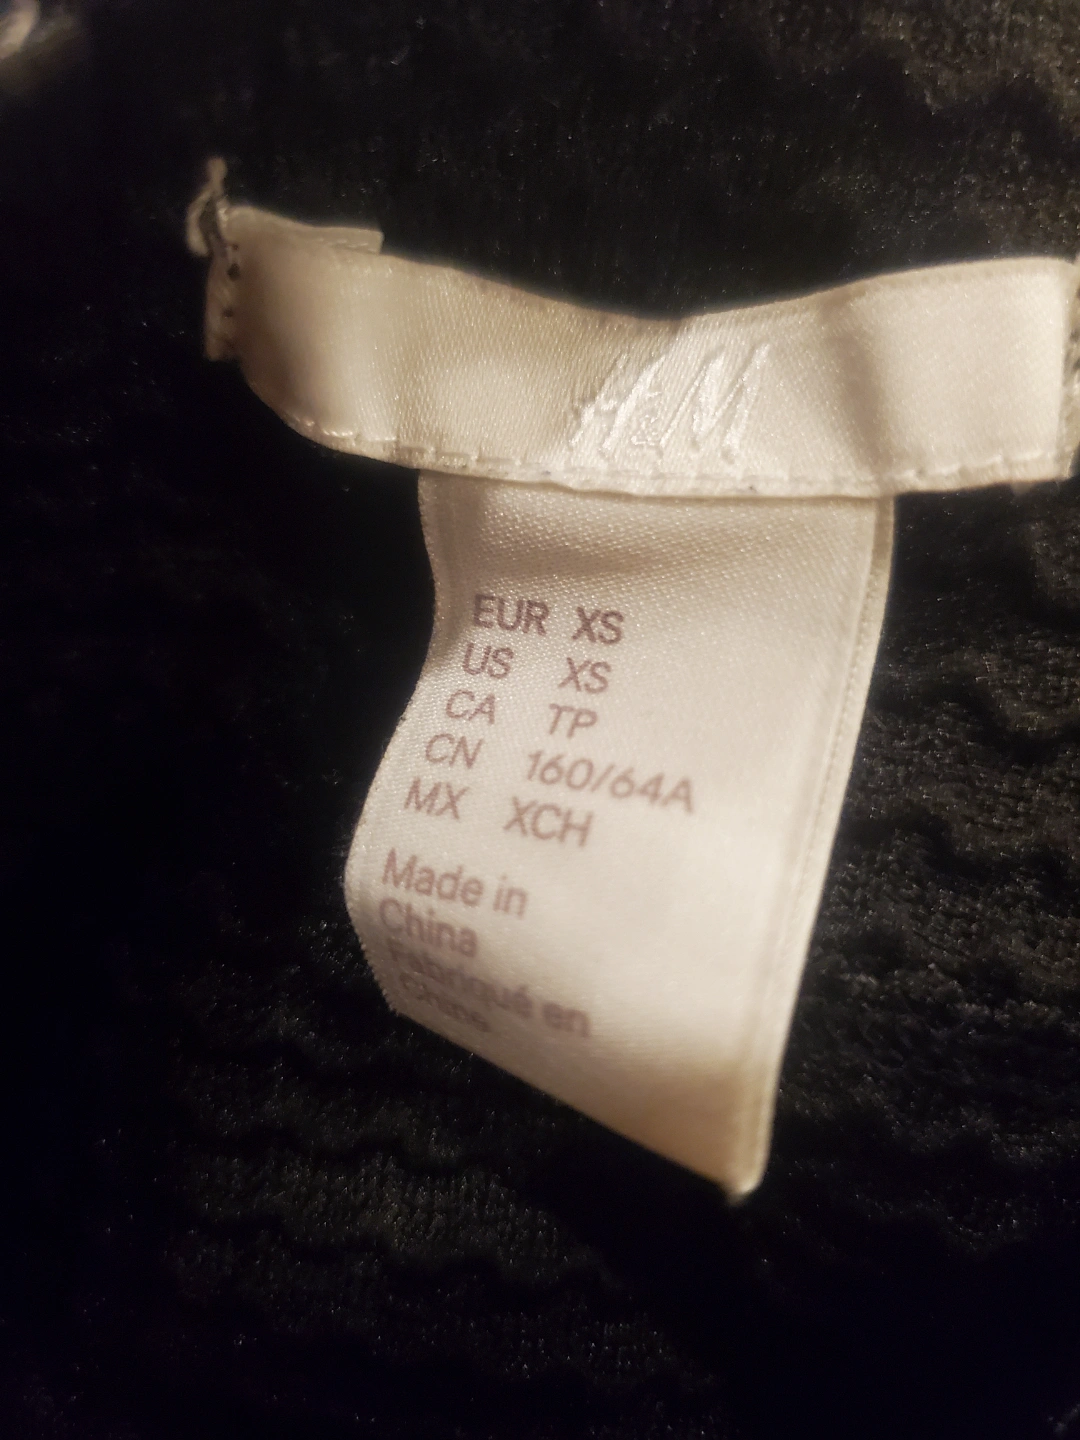 H&M
EUR XS
US XS
CA TP
CN 160/64A
MX XCH
Made in
China
Fabriqué en
Chine